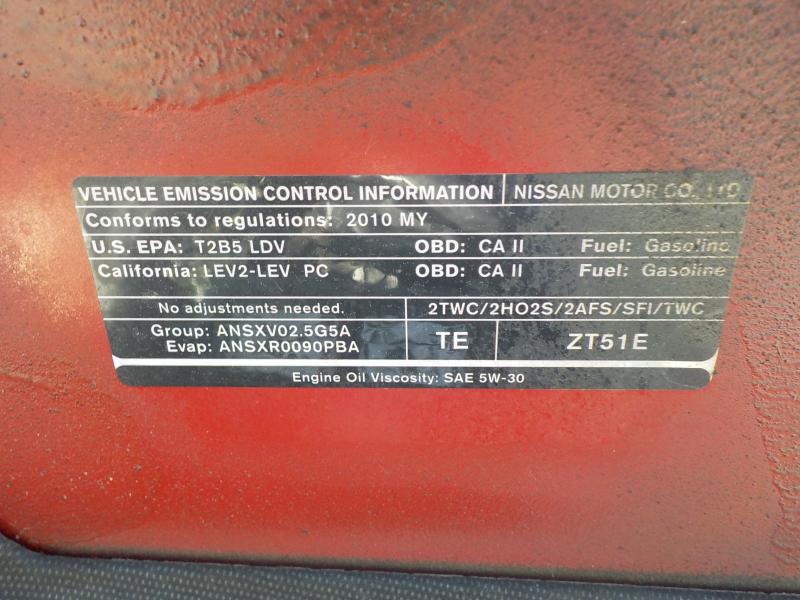 VEHICLE EMISSION CONTROL INFORMATION NISSAN MOTOR CO., LTD
Conforms to regulations: 2010 MY
U.S. EPA: T2B5 LDV OBD: CA II Fuel: Gasoline
California: LEV2-LEV PC OBD: CA II Fuel: Gasoline
No adjustments needed. 2TWC/2HO2S/2AFS/SFI/TWC
Group: ANSXV02.5G5A
Evap: ANSXR0090PBA
TE ZT51E
Engine Oil Viscosity: SAE 5W-30